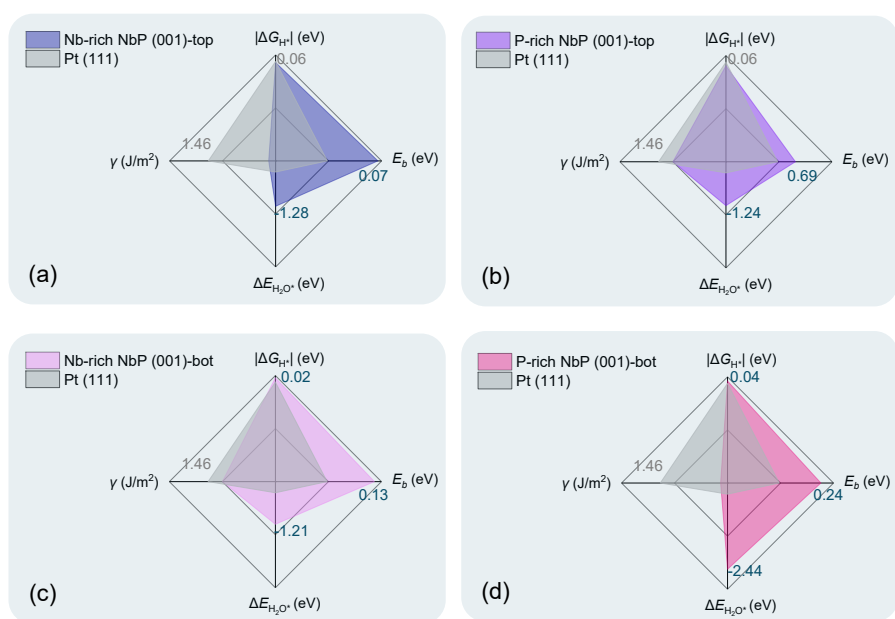 Nb-rich NbP (001)-top
Pt (111)
|ΔG_H*| (eV)
0.06
1.46
γ (J/m²)
E_b (eV)
0.07
-1.28
ΔE_H₂O* (eV)
(a)
P-rich NbP (001)-top
Pt (111)
|ΔG_H*| (eV)
0.06
1.46
γ (J/m²)
E_b (eV)
0.69
-1.24
ΔE_H₂O* (eV)
(b)
Nb-rich NbP (001)-bot
Pt (111)
|ΔG_H*| (eV)
0.02
1.46
γ (J/m²)
E_b (eV)
0.13
-1.21
ΔE_H₂O* (eV)
(c)
P-rich NbP (001)-bot
Pt (111)
|ΔG_H*| (eV)
0.04
1.46
γ (J/m²)
E_b (eV)
0.24
-2.44
ΔE_H₂O* (eV)
(d)